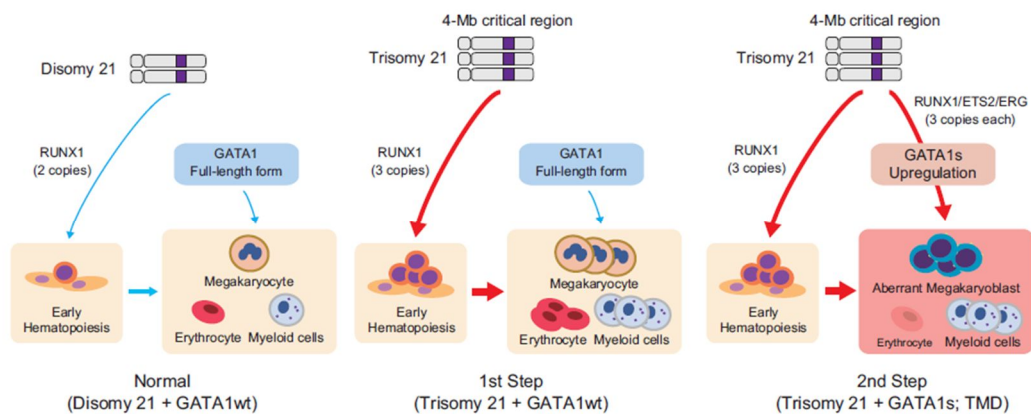 Disomy 21
RUNX1
(2 copies)
GATA1
Full-length form
Early
Hematopoiesis
Megakaryocyte
Erythrocyte
Myeloid cells
Normal
(Disomy 21 + GATA1wt)
4-Mb critical region
Trisomy 21
RUNX1
(3 copies)
GATA1
Full-length form
Early
Hematopoiesis
Megakaryocyte
Erythrocyte
Myeloid cells
1st Step
(Trisomy 21 + GATA1wt)
4-Mb critical region
Trisomy 21
RUNX1/ETS2/ERG
(3 copies each)
RUNX1
(3 copies)
GATA1s
Upregulation
Early
Hematopoiesis
Aberrant Megakaryoblast
Erythrocyte
Myeloid cells
2nd Step
(Trisomy 21 + GATA1s; TMD)